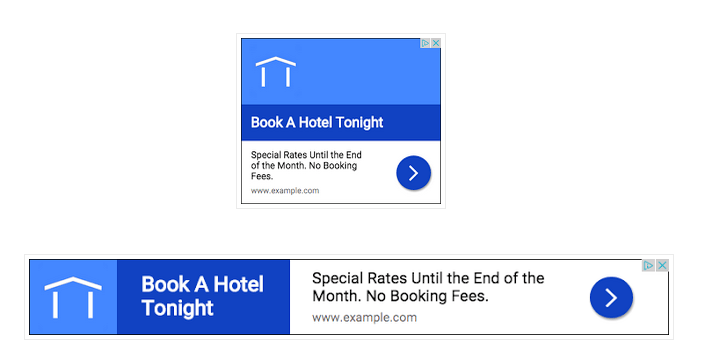 Book A Hotel Tonight
Special Rates Until the End
of the Month. No Booking
Fees.
www.example.com
Book A Hotel
Tonight
Special Rates Until the End of the
Month. No Booking Fees.
www.example.com